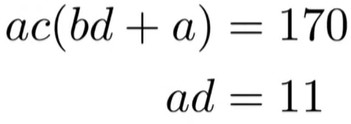 ac(bd + a) = 170
ad = 11